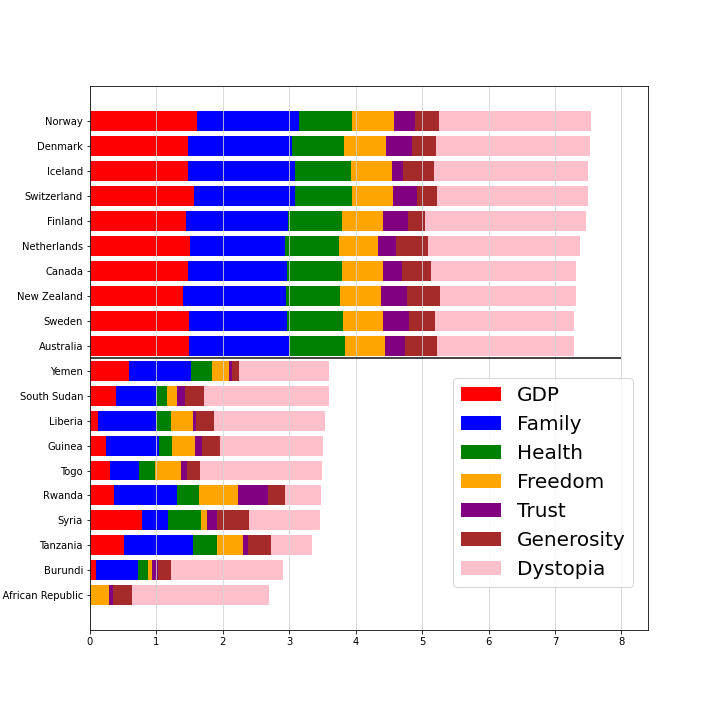 Norway
Denmark
Iceland
Switzerland
Finland
Netherlands
Canada
New Zealand
Sweden
Australia
Yemen
South Sudan
Liberia
Guinea
Togo
Rwanda
Syria
Tanzania
Burundi
African Republic
0 1 2 3 4 5 6 7 8
GDP
Family
Health
Freedom
Trust
Generosity
Dystopia